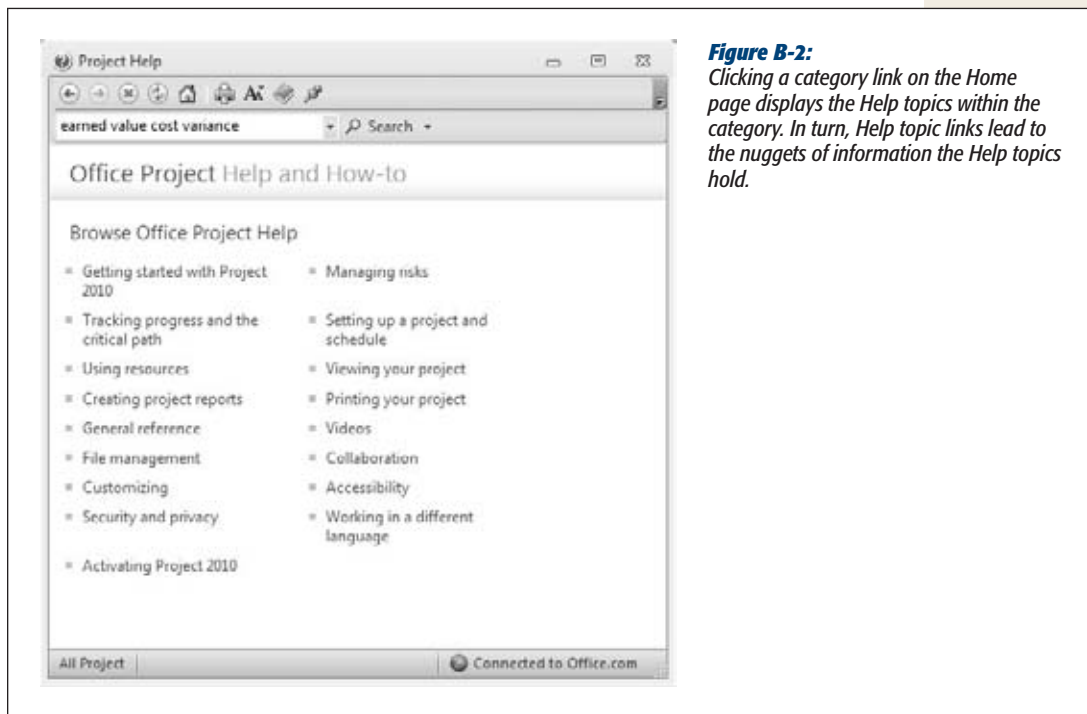 Project Help
earned value cost variance
Search
Office Project Help and How-to
Browse Office Project Help
Getting started with Project
2010
Managing risks
Tracking progress and the
critical path
Setting up a project and
schedule
Using resources
Viewing your project
Creating project reports
Printing your project
General reference
Videos
File management
Collaboration
Customizing
Accessibility
Security and privacy
Working in a different
language
Activating Project 2010
All Project
Connected to Office.com
Figure B-2:
Clicking a category link on the Home
page displays the Help topics within the
category. In turn, Help topic links lead to
the nuggets of information the Help topics
hold.